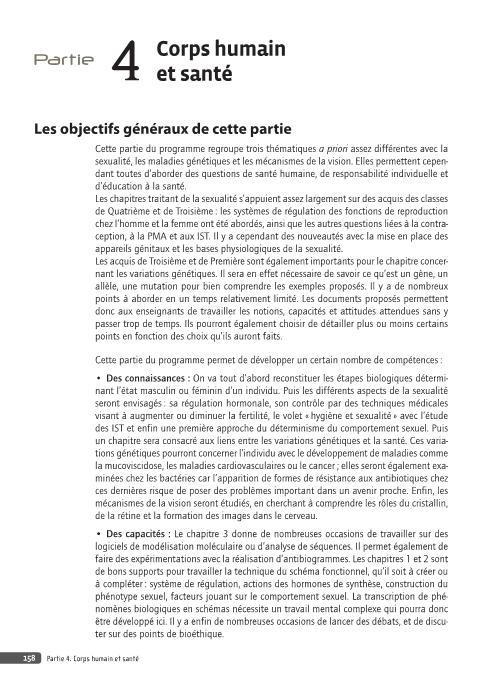 Partie 4 Corps humain
et santé
Les objectifs généraux de cette partie
Cette partie du programme regroupe trois thématiques a priori assez différentes avec la
sexualité, les maladies génétiques et les mécanismes de la vision. Elles permettent cepen-
dant toutes d'aborder des questions de santé humaine, de responsabilité individuelle et
d'éducation à la santé.
Les chapitres traitant de la sexualité s'appuient assez largement sur des acquis des classes
de Quatrième et de Troisième : les systèmes de régulation des fonctions de reproduction
chez l'homme et la femme ont été abordés, ainsi que les autres questions liées à la contra-
ception, à la PMA et aux IST. Il y a cependant des nouveautés avec la mise en place des
appareils génitaux et les bases physiologiques de la sexualité.
Les acquis de Troisième et de Première sont également importants pour le chapitre concer-
nant les variations génétiques. Il sera en effet nécessaire de savoir ce qu'est un gène, un
allèle, une mutation pour bien comprendre les exemples proposés. Il y a de nombreux
points à aborder en un temps relativement limité. Les documents proposés permettent
donc aux enseignants de travailler les notions, capacités et attitudes attendues sans y
passer trop de temps. Ils pourront également choisir de détailler plus ou moins certains
points en fonction des choix qu'ils auront faits.
Cette partie du programme permet de développer un certain nombre de compétences :
• Des connaissances : On va tout d'abord reconstituer les étapes biologiques détermi-
nant l'état masculin ou féminin d'un individu. Puis les différents aspects de la sexualité
seront envisagés : sa régulation hormonale, son contrôle par des techniques médicales
visant à augmenter ou diminuer la fertilité, le volet « hygiène et sexualité » avec l'étude
des IST et enfin une première approche du déterminisme du comportement sexuel. Puis
un chapitre sera consacré aux liens entre les variations génétiques et la santé. Ces varia-
tions génétiques pourront concerner l'individu avec le développement de maladies comme
la mucoviscidose, les maladies cardiovasculaires ou le cancer ; elles seront également exa-
minées chez les bactéries car l'apparition de formes de résistance aux antibiotiques chez
ces dernières risque de poser des problèmes important dans un avenir proche. Enfin, les
mécanismes de la vision seront étudiés, en cherchant à comprendre les rôles du cristallin,
de la rétine et la formation des images dans le cerveau.
• Des capacités : Le chapitre 3 donne de nombreuses occasions de travailler sur des
logiciels de modélisation moléculaire ou d'analyse de séquences. Il permet également de
faire des expérimentations avec la réalisation d'antibiogrammes. Les chapitres 1 et 2 sont
de bons supports pour travailler la technique du schéma fonctionnel, qu'il soit à créer ou
à compléter : système de régulation, actions des hormones de synthèse, construction du
phénotype sexuel, facteurs jouant sur le comportement sexuel. La transcription de phé-
nomènes biologiques en schémas nécessite un travail mental complexe qui pourra donc
être développé ici. Il y a enfin de nombreuses occasions de lancer des débats, et de discu-
ter sur des points de bioéthique.
158 Partie 4. Corps humain et santé